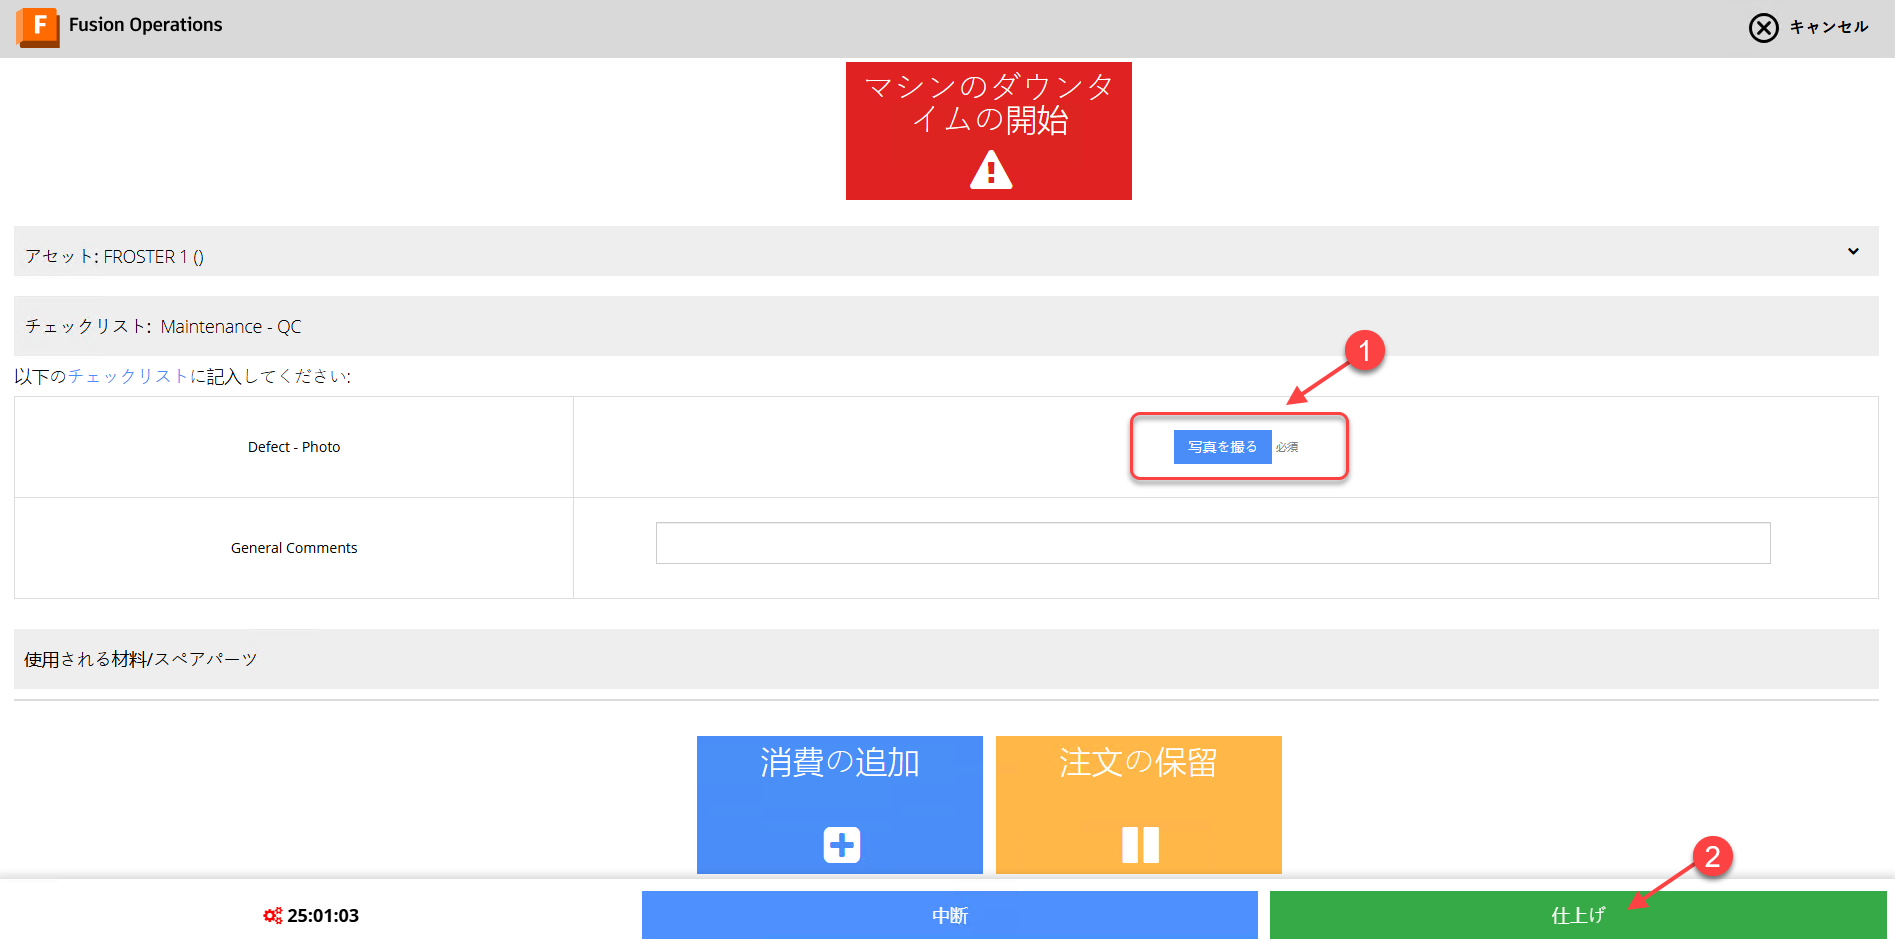 F Fusion Operations
キャンセル
マシンのダウンタ
イムの開始
アセット: FROSTER 1 ()
チェックリスト: Maintenance - QC
1
以下のチェックリストに記入してください:
Defect - Photo
写真を撮る 必須
General Comments
使用される材料/スペアパーツ
消費の追加
注文の保留
2
25:01:03
中断
仕上げ